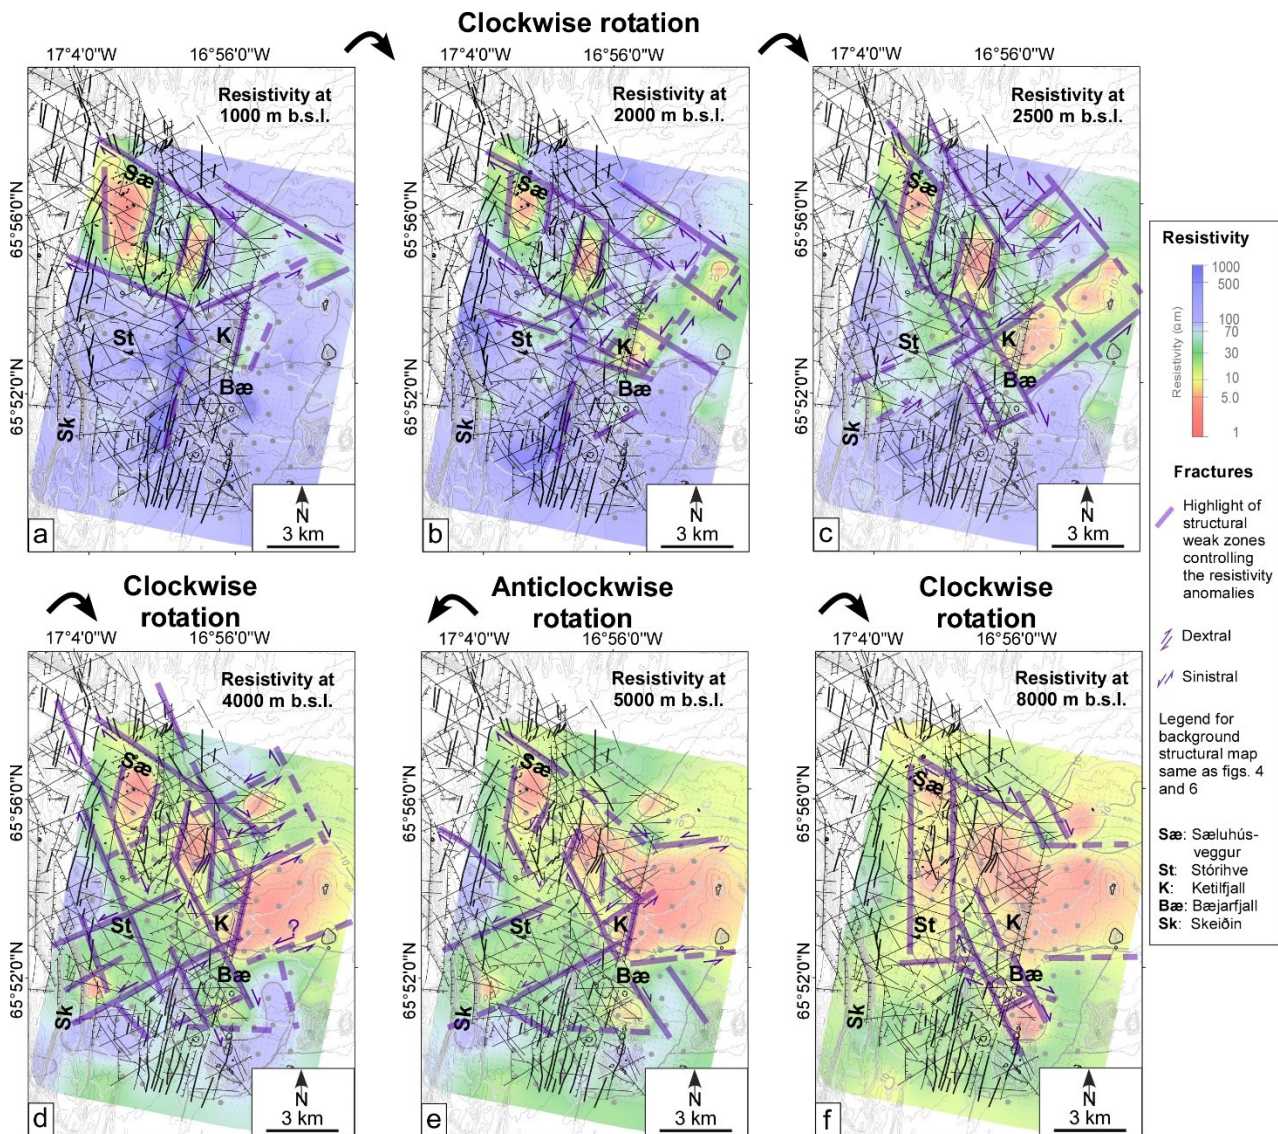 Clockwise rotation
17°4'0"W 16°56'0"W
17°4'0"W 16°56'0"W
17°4'0"W 16°56'0"W
Resistivity at
1000 m b.s.l.
65°56'0"N
65°52'0"N
Sæ
St
K
Bæ
Sk
N
3 km
a
Resistivity at
2000 m b.s.l.
65°56'0"N
65°52'0"N
Sæ
St
K
Bæ
Sk
N
3 km
b
Resistivity at
2500 m b.s.l.
65°56'0"N
65°52'0"N
Sæ
St
K
Bæ
Sk
N
3 km
c
Clockwise
rotation
17°4'0"W 16°56'0"W
Resistivity at
4000 m b.s.l.
65°56'0"N
65°52'0"N
Sæ
St
K
Bæ
Sk
?
N
3 km
d
Anticlockwise
rotation
17°4'0"W 16°56'0"W
Resistivity at
5000 m b.s.l.
65°56'0"N
65°52'0"N
Sæ
St
K
Bæ
Sk
N
3 km
e
Clockwise
rotation
17°4'0"W 16°56'0"W
Resistivity at
8000 m b.s.l.
65°56'0"N
65°52'0"N
Sæ
St
K
Bæ
Sk
N
3 km
f
Resistivity
Resistivity (Ωm)
1000
500
100
70
30
10
5.0
1
Fractures
Highlight of
structural
weak zones
controlling
the resistivity
anomalies
Dextral
Sinistral
Legend for
background
structural map
same as figs. 4
and 6
Sæ: Sæluhús-
veggur
St: Stórihve
K: Ketilfjall
Bæ: Bæjarfjall
Sk: Skeiðin